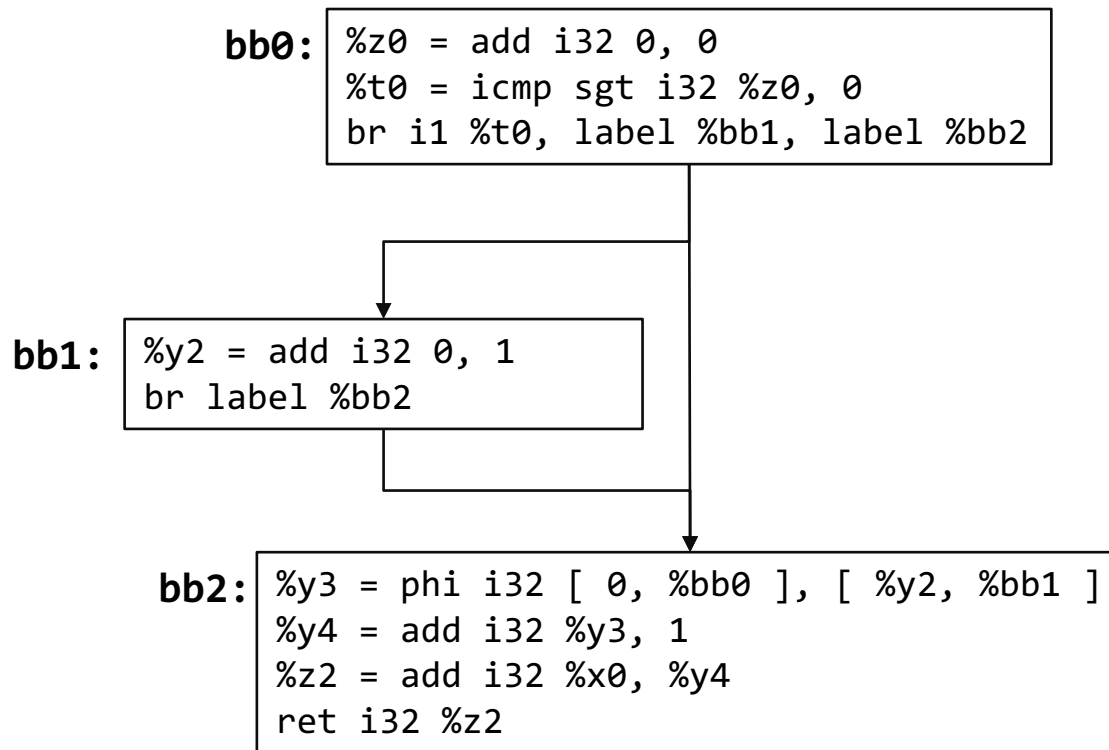 bb0:
%z0 = add i32 0, 0
%t0 = icmp sgt i32 %z0, 0
br i1 %t0, label %bb1, label %bb2
bb1:
%y2 = add i32 0, 1
br label %bb2
bb2:
%y3 = phi i32 [ 0, %bb0 ], [ %y2, %bb1 ]
%y4 = add i32 %y3, 1
%z2 = add i32 %x0, %y4
ret i32 %z2